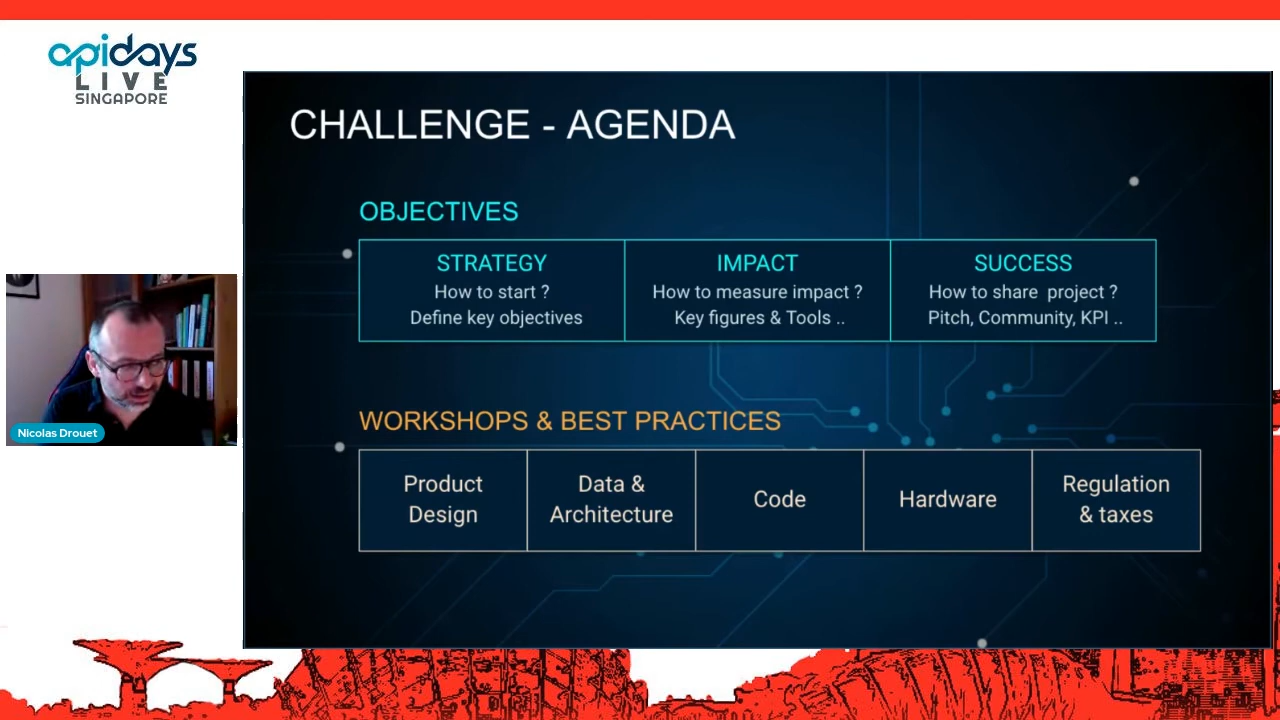 apidays
LIVE
SINGAPORE
CHALLENGE - AGENDA
OBJECTIVES
STRATEGY
How to start ?
Define key objectives
IMPACT
How to measure impact ?
Key figures & Tools ..
SUCCESS
How to share project ?
Pitch, Community, KPI ..
Nicolas Drouet
WORKSHOPS & BEST PRACTICES
Product
Design
Data &
Architecture
Code
Hardware
Regulation
& taxes